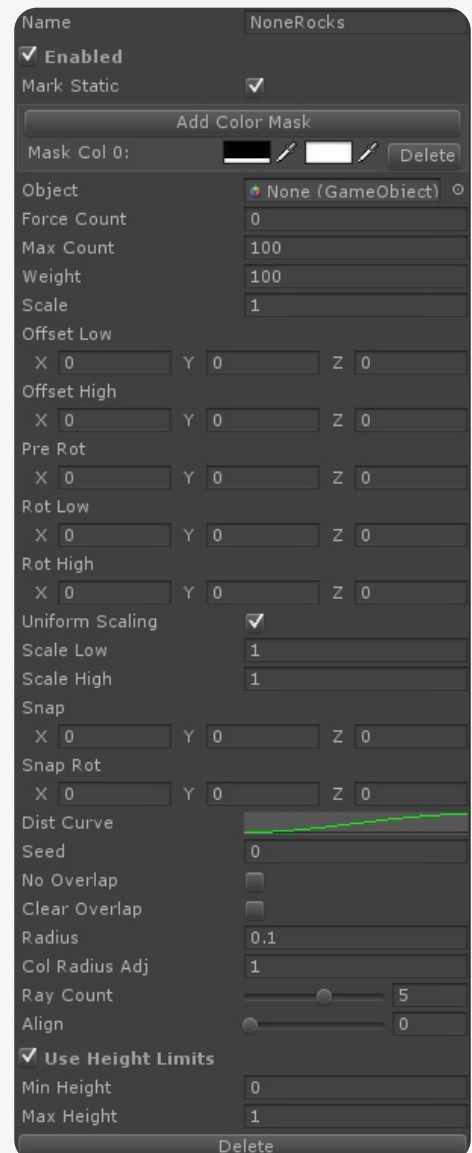 Name NoneRocks
Enabled
Mark Static
Add Color Mask
Mask Col 0: Delete
Object None (GameObject)
Force Count 0
Max Count 100
Weight 100
Scale 1
Offset Low
X 0 Y 0 Z 0
Offset High
X 0 Y 0 Z 0
Pre Rot
X 0 Y 0 Z 0
Rot Low
X 0 Y 0 Z 0
Rot High
X 0 Y 0 Z 0
Uniform Scaling
Scale Low 1
Scale High 1
Snap
X 0 Y 0 Z 0
Snap Rot
X 0 Y 0 Z 0
Dist Curve
Seed 0
No Overlap
Clear Overlap
Radius 0.1
Col Radius Adj 1
Ray Count 5
Align 0
Use Height Limits
Min Height 0
Max Height 1
Delete